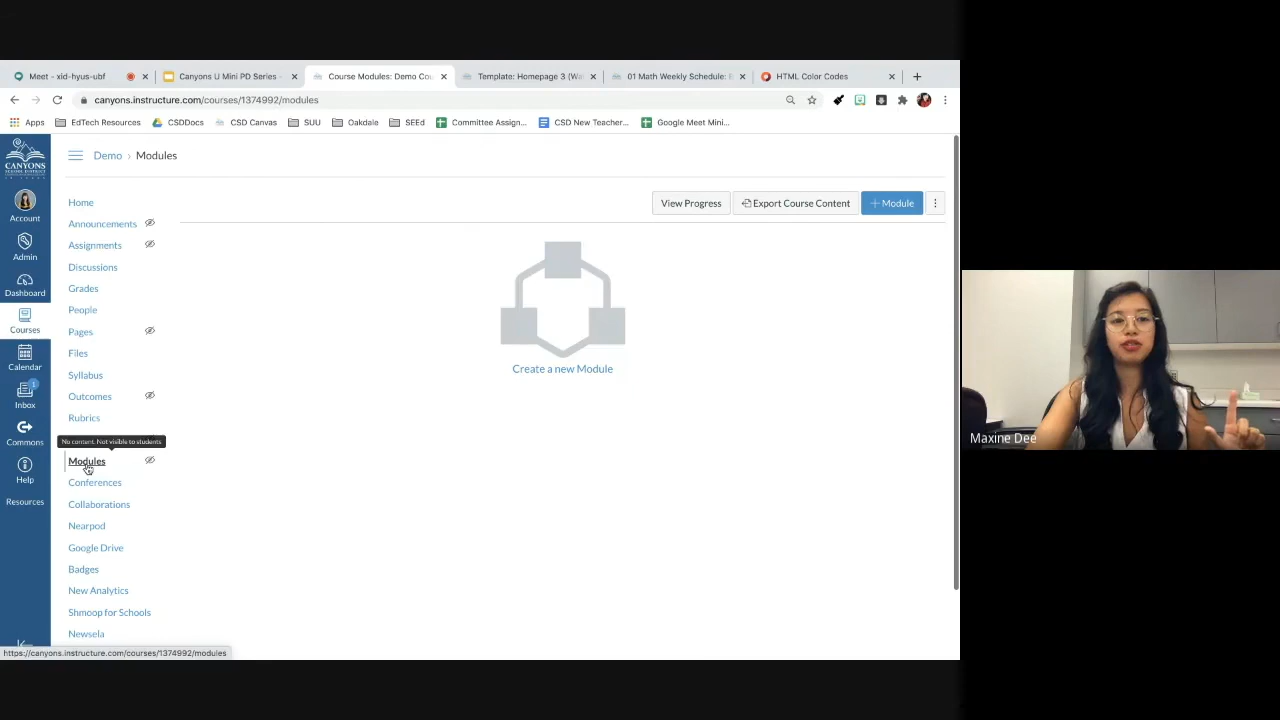 Meet - xid-hyus-ubf
Canyons U Mini PD Series -
Course Modules: Demo Cou
Template: Homepage 3 (Wa
01 Math Weekly Schedule: E
HTML Color Codes
canyons.instructure.com/courses/1374992/modules
Apps
EdTech Resources
CSDDocs
CSD Canvas
SUU
Oakdale
SEEd
Committee Assign...
CSD New Teacher...
Google Meet Mini...
CANYONS
Demo › Modules
Account
Admin
Dashboard
Courses
Calendar
1
Inbox
Commons
Help
Resources
Home
Announcements
Assignments
Discussions
Grades
People
Pages
Files
Syllabus
Outcomes
Rubrics
No content. Not visible to students
Modules
Conferences
Collaborations
Nearpod
Google Drive
Badges
New Analytics
Shmoop for Schools
Newsela
View Progress
Export Course Content
+ Module
Create a new Module
https://canyons.instructure.com/courses/1374992/modules
Maxine Dee